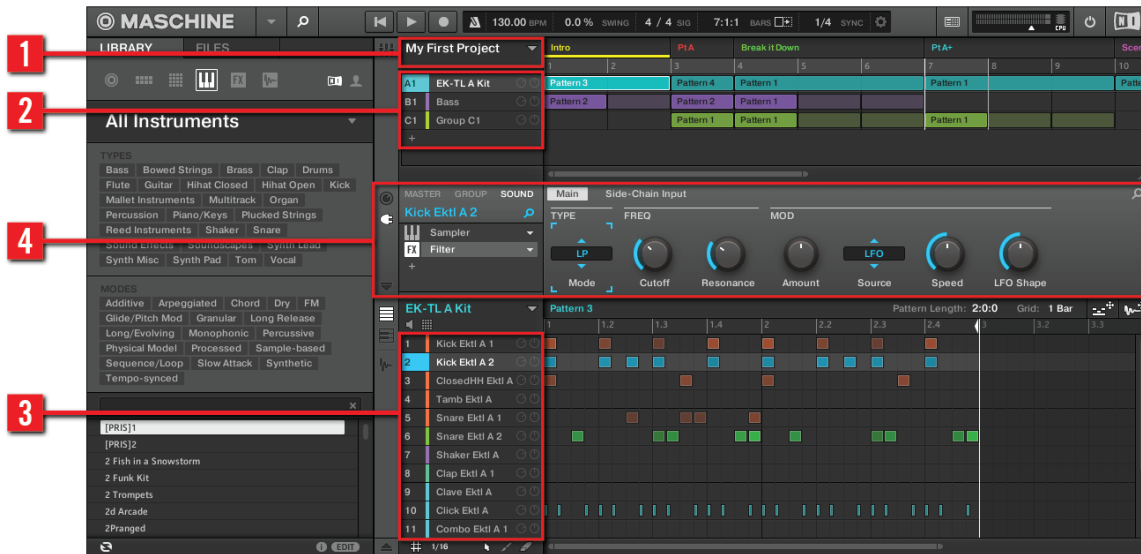 MASCHINE
130.00 BPM 0.0 % SWING 4 / 4 SIG 7:1:1 BARS 1/4 SYNC CPU
LIBRARY FILES
1
My First Project
Intro Pt A Break it Down Pt A+ Scen
1 2 3 4 5 6 7 8 9 10
FX
All Instruments
2
A1 EK-TL A Kit
B1 Bass
C1 Group C1
+
Pattern 3 Pattern 4 Pattern 1 Pattern 1 Patte
Pattern 2 Pattern 2 Pattern 1
Pattern 1 Pattern 1 Pattern 1
TYPES
Bass Bowed Strings Brass Clap Drums
Flute Guitar Hihat Closed Hihat Open Kick
Mallet Instruments Multitrack Organ
Percussion Piano/Keys Plucked Strings
Reed Instruments Shaker Snare
Sound Effects Soundscapes Synth Lead
Synth Misc Synth Pad Tom Vocal
4
MASTER GROUP SOUND
Kick Ektl A 2
Sampler
FX Filter
+
Main Side-Chain Input
TYPE FREQ MOD
LP LFO
Mode Cutoff Resonance Amount Source Speed LFO Shape
MODES
Additive Arpeggiated Chord Dry FM
Glide/Pitch Mod Granular Long Release
Long/Evolving Monophonic Percussive
Physical Model Processed Sample-based
Sequence/Loop Slow Attack Synthetic
Tempo-synced
EK-TL A Kit
Pattern 3 Pattern Length: 2:0:0 Grid: 1 Bar
1 1.2 1.3 1.4 2 2.2 2.3 2.4 3 3.2 3.3
3
1 Kick Ektl A 1
2 Kick Ektl A 2
3 ClosedHH Ektl A
4 Tamb Ektl A
5 Snare Ektl A 1
6 Snare Ektl A 2
7 Shaker Ektl A
8 Clap Ektl A 1
9 Clave Ektl A
10 Click Ektl A
11 Combo Ektl A 1
[PRIS]1
[PRIS]2
2 Fish in a Snowstorm
2 Funk Kit
2 Trompets
2d Arcade
2Pranged
EDIT
1/16